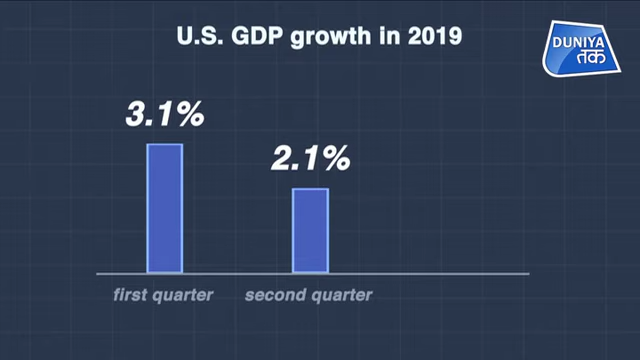 U.S. GDP growth in 2019
DUNIYA
तक
3.1%
2.1%
first quarter
second quarter